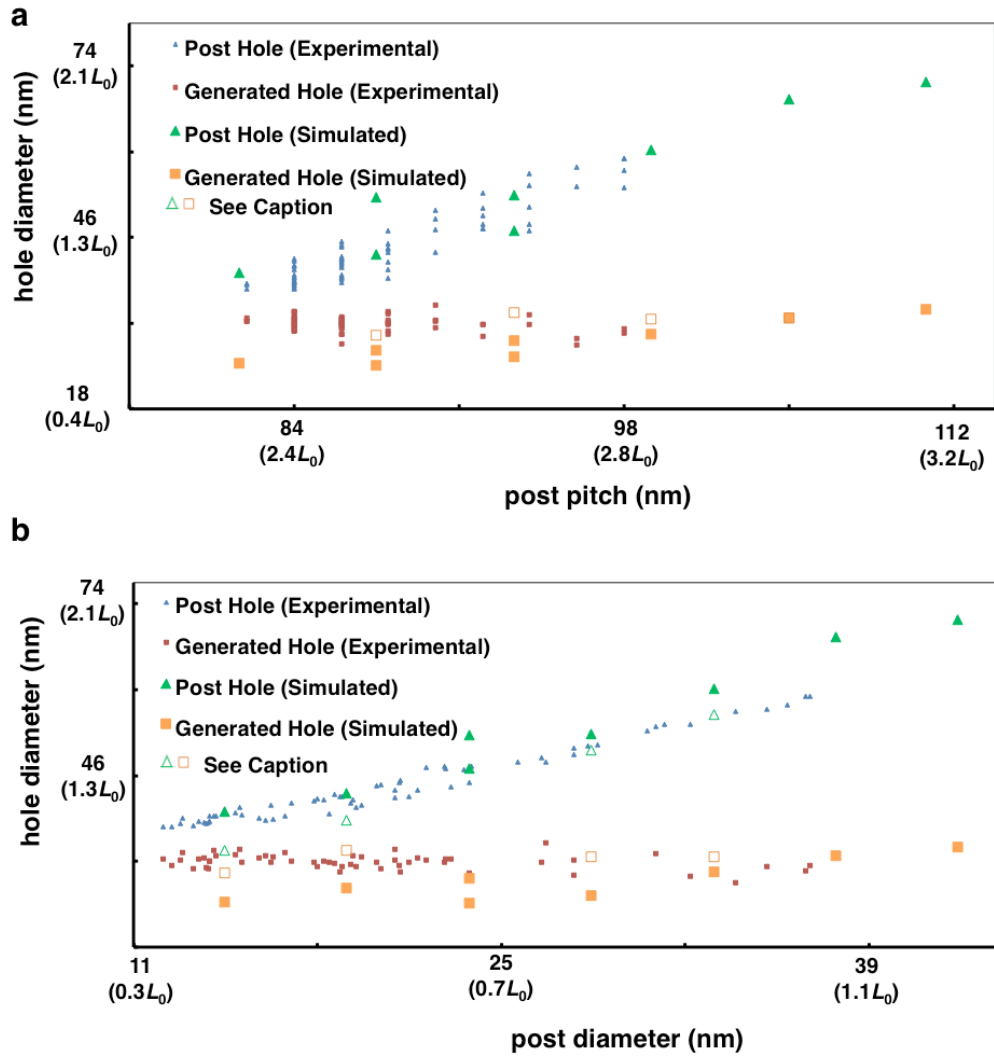 a
74
(2.1L₀)
Post Hole (Experimental)
Generated Hole (Experimental)
Post Hole (Simulated)
Generated Hole (Simulated)
See Caption
46
(1.3L₀)
18
(0.4L₀)
hole diameter (nm)
84
(2.4L₀)
98
(2.8L₀)
112
(3.2L₀)
post pitch (nm)
b
74
(2.1L₀)
Post Hole (Experimental)
Generated Hole (Experimental)
Post Hole (Simulated)
Generated Hole (Simulated)
See Caption
46
(1.3L₀)
hole diameter (nm)
11
(0.3L₀)
25
(0.7L₀)
39
(1.1L₀)
post diameter (nm)